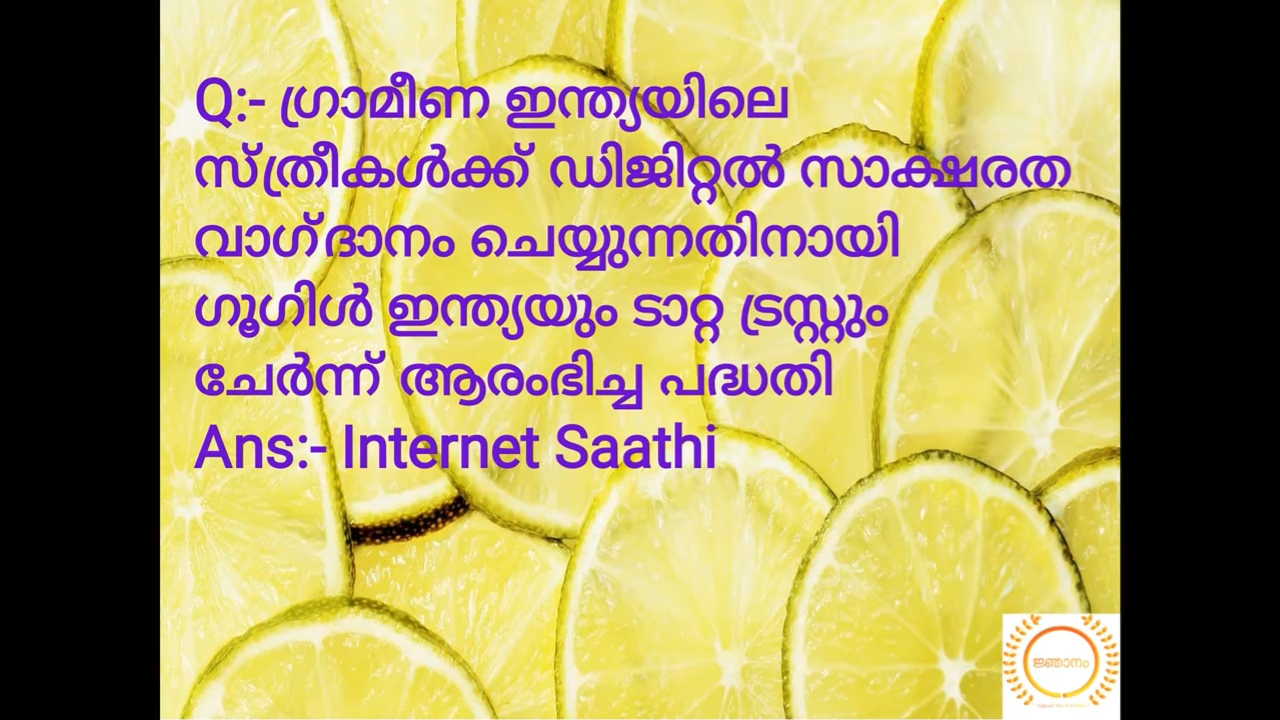 Q:- ഗ്രാമീണ ഇന്ത്യയിലെ
സ്ത്രീകൾക്ക് ഡിജിറ്റൽ സാക്ഷരത
വാഗ്ദാനം ചെയ്യുന്നതിനായി
ഗൂഗിൾ ഇന്ത്യയും ടാറ്റ ട്രസ്റ്റും
ചേർന്ന് ആരംഭിച്ച പദ്ധതി
Ans:- Internet Saathi
ജ്ഞാനം